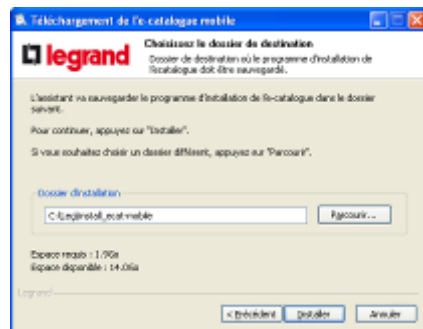 Téléchargement de l'e-catalogue mobile
legrand
Choisissez le dossier de destination
Dossier de destination où le programme d'installation de
l'ecatalogue doit être sauvegardé.
L'assistant va sauvegarder le programme d'installation de l'e-catalogue dans le dossier
suivant.
Pour continuer, appuyez sur "Installer".
Si vous souhaitez choisir un dossier différent, appuyez sur "Parcourir".
Dossier d'installation
C:\Leg\install_ecat-mobile
Parcourir...
Espace requis : 1.9Go
Espace disponible : 14.0Go
Legrand
< Précédent
Installer
Annuler